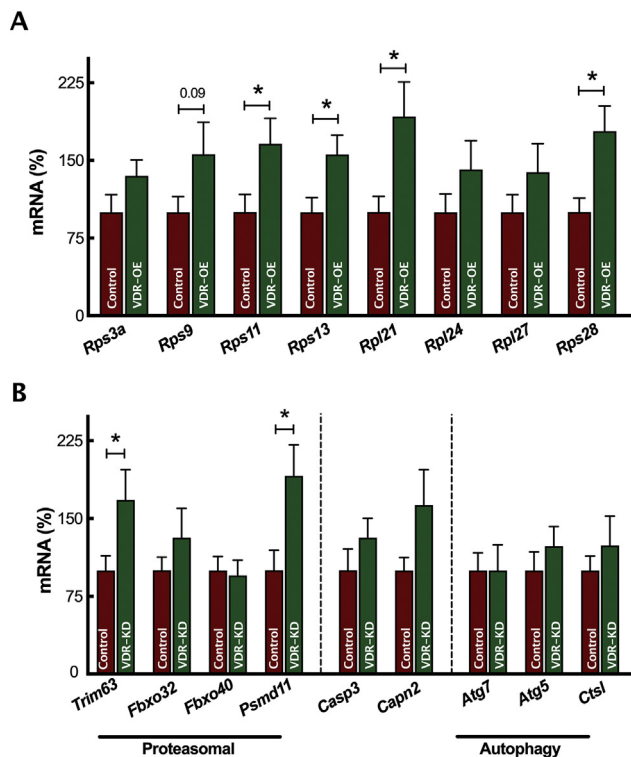 A
mRNA (%)
225
150
75
0
0.09
*
*
*
*
Control
VDR-OE
Control
VDR-OE
Control
VDR-OE
Control
VDR-OE
Control
VDR-OE
Control
VDR-OE
Control
VDR-OE
Control
VDR-OE
Rps3a
Rps9
Rps11
Rps13
Rpl21
Rpl24
Rpl27
Rps28
B
mRNA (%)
225
150
75
0
*
*
Control
VDR-KD
Control
VDR-KD
Control
VDR-KD
Control
VDR-KD
Control
VDR-KD
Control
VDR-KD
Control
VDR-KD
Control
VDR-KD
Control
VDR-KD
Trim63
Fbxo32
Fbxo40
Psmd11
Casp3
Capn2
Atg7
Atg5
Ctsl
Proteasomal
Autophagy